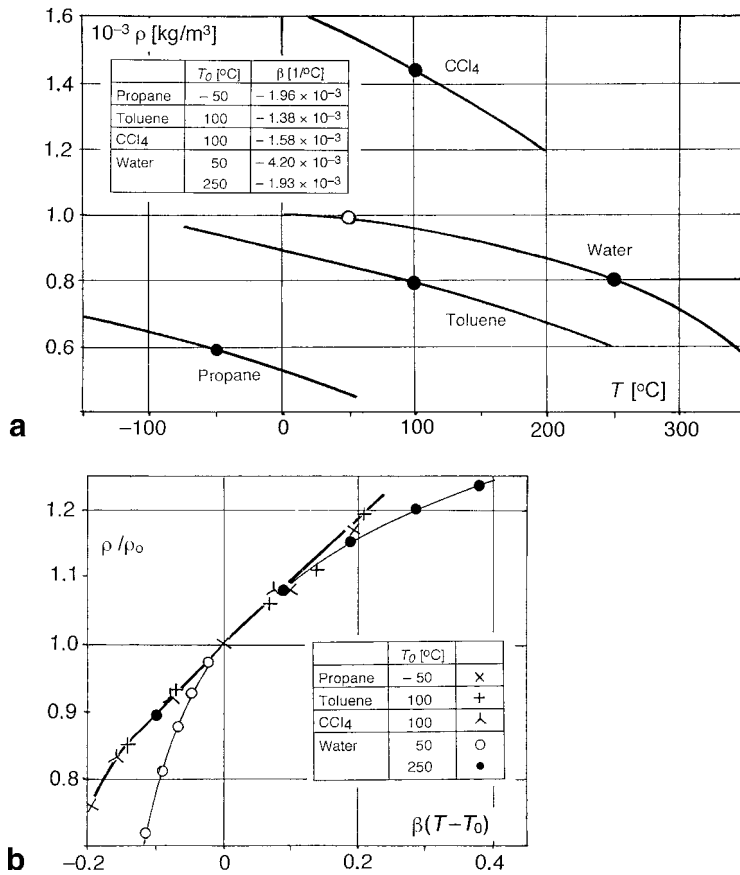 1.6
10⁻³ ρ [kg/m³]
1.4
1.2
1.0
0.8
0.6
T₀ [°C] β [1/°C]
Propane − 50 − 1.96 × 10⁻³
Toluene 100 − 1.38 × 10⁻³
CCl₄ 100 − 1.58 × 10⁻³
Water 50 − 4.20 × 10⁻³
250 − 1.93 × 10⁻³
CCl₄
Water
Toluene
Propane
T [°C]
a
−100 0 100 200 300
ρ /ρₒ
1.2
1.1
1.0
0.9
0.8
T₀ [°C]
Propane − 50 ×
Toluene 100 +
CCl₄ 100 ⅄
Water 50 ○
250 ●
β(T−T₀)
b
−0.2 0 0.2 0.4